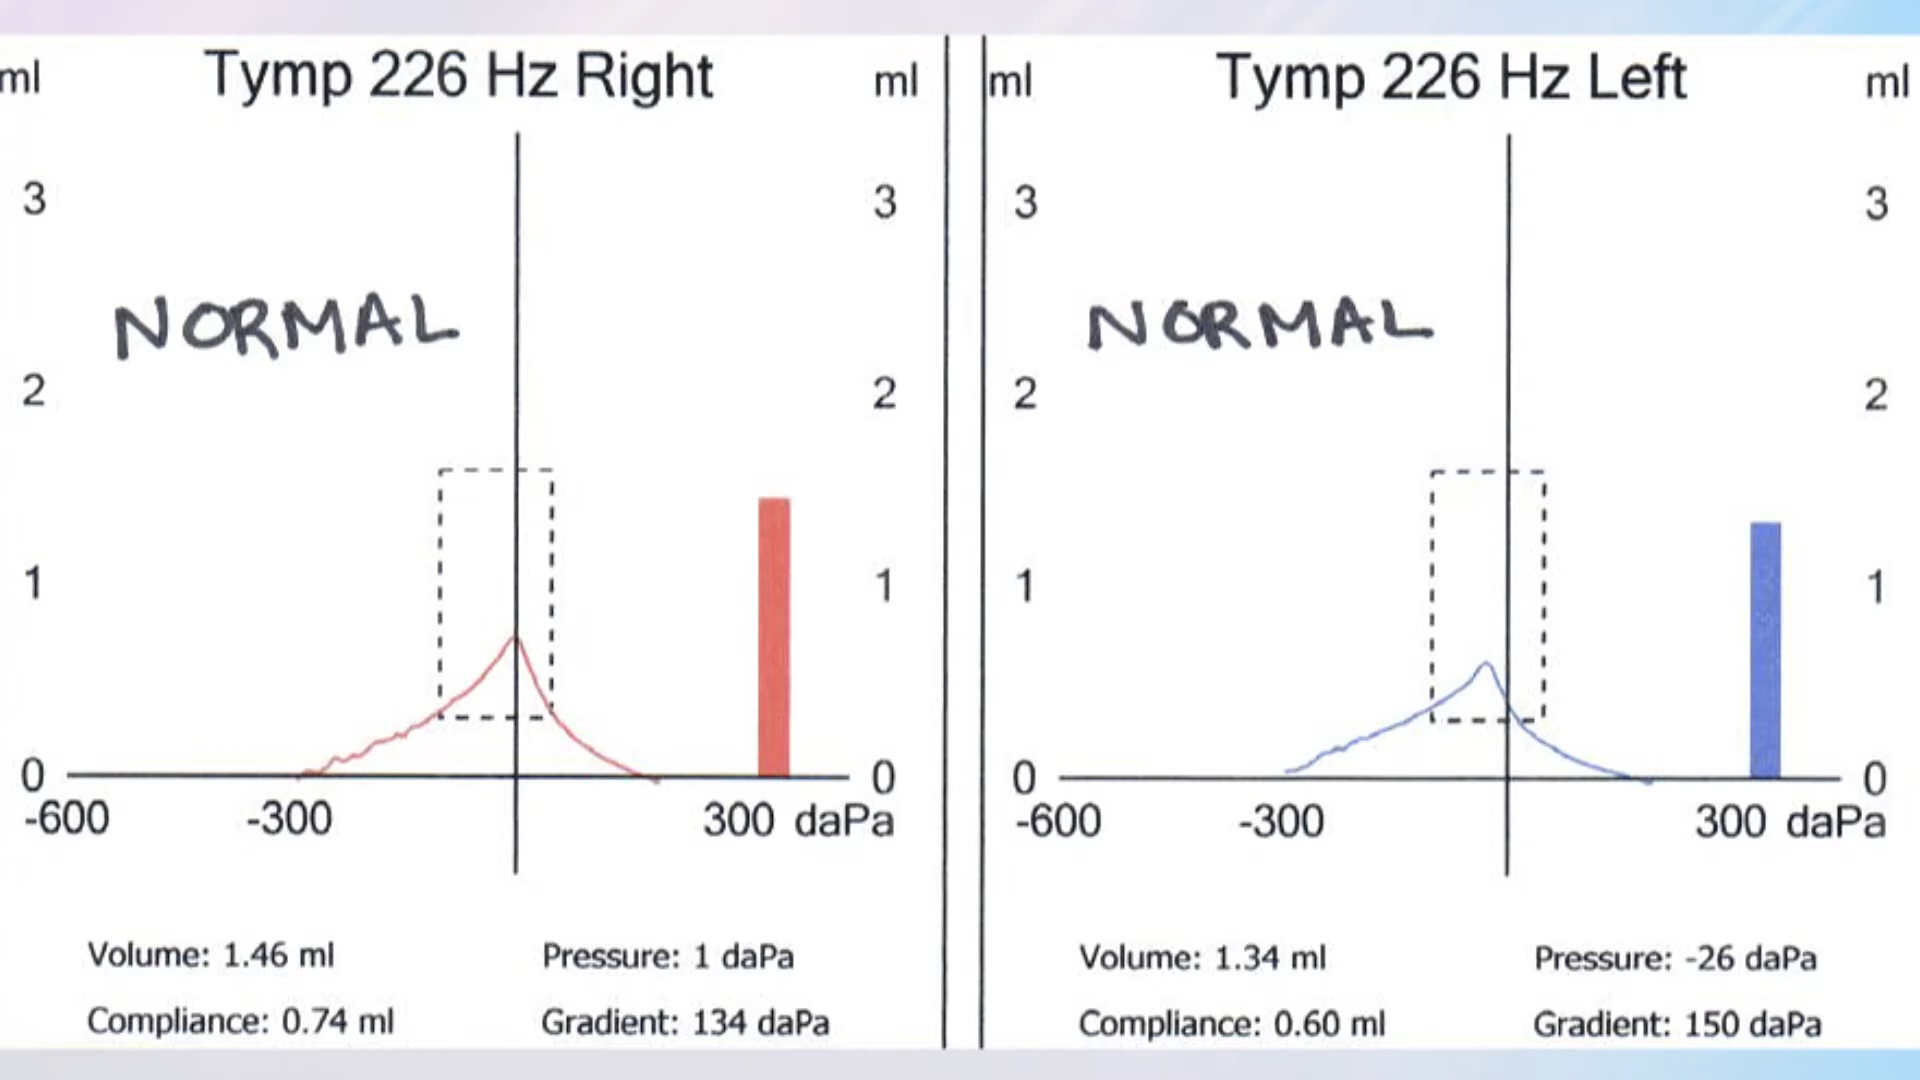 Tymp 226 Hz Right
ml ml
3 3
NORMAL
2 2
1 1
0 0
-600 -300 300 daPa
Volume: 1.46 ml Pressure: 1 daPa
Compliance: 0.74 ml Gradient: 134 daPa
Tymp 226 Hz Left
ml ml
3 3
NORMAL
2 2
1 1
0 0
-600 -300 300 daPa
Volume: 1.34 ml Pressure: -26 daPa
Compliance: 0.60 ml Gradient: 150 daPa